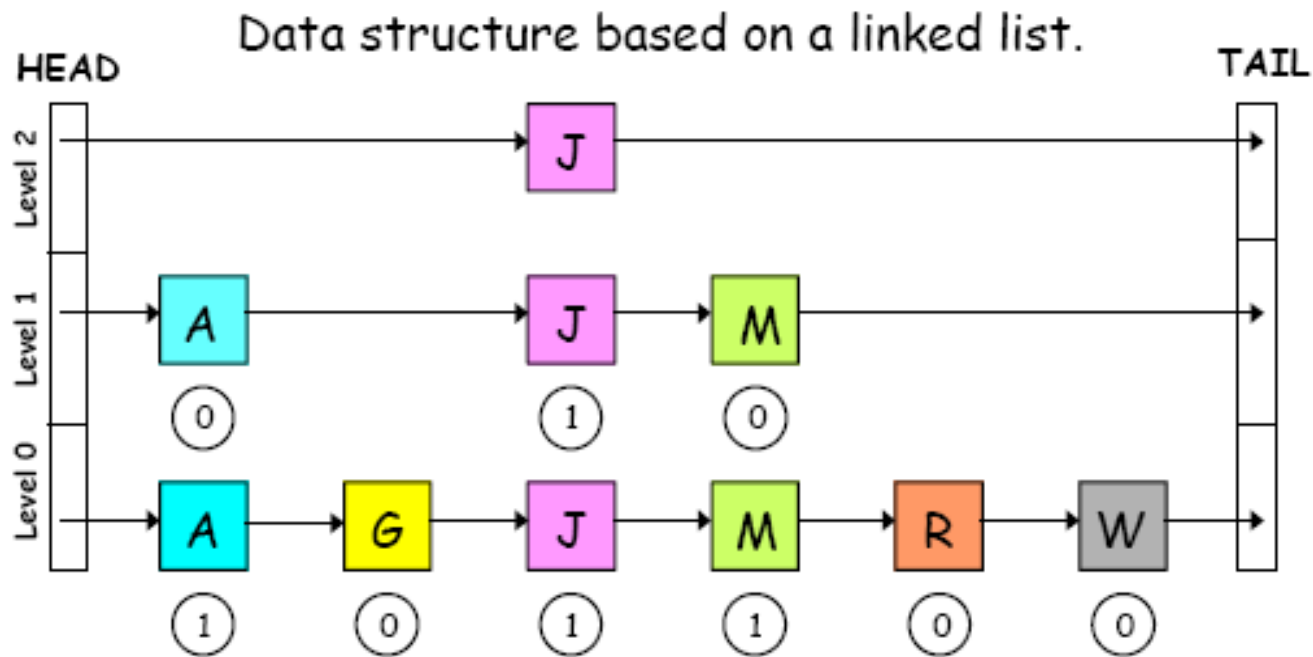 Data structure based on a linked list.
HEAD
TAIL
Level 2
J
Level 1
A
J
M
0
1
0
Level 0
A
G
J
M
R
W
1
0
1
1
0
0